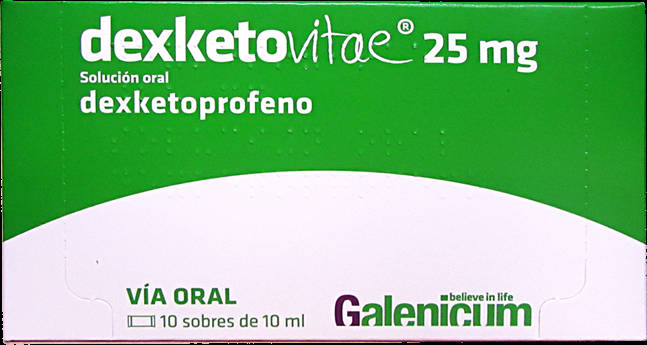 dexketovitae® 25 mg
Solución oral
dexketoprofeno
VÍA ORAL
10 sobres de 10 ml
believe in life
Galenicum